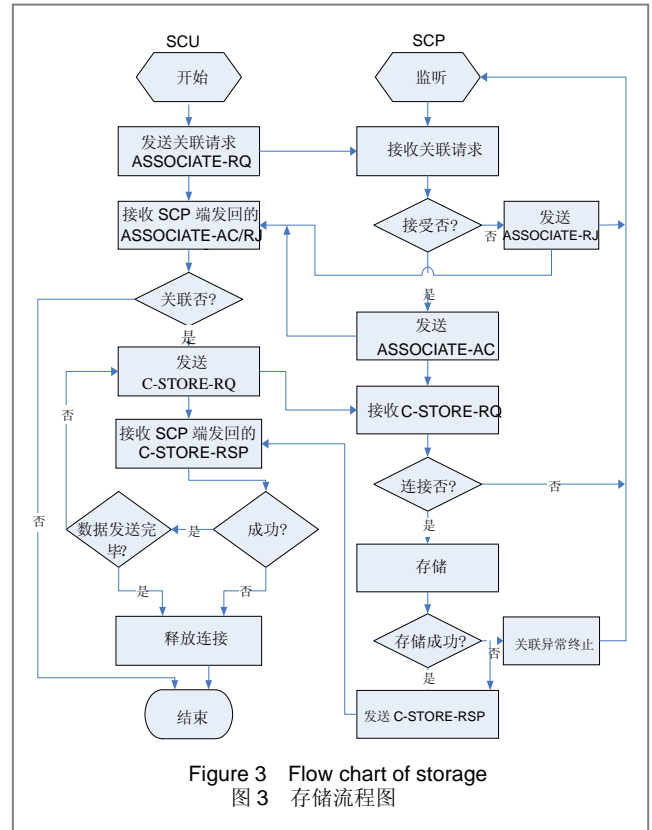 SCU
SCP
开始
监听
发送关联请求
ASSOCIATE-RQ
接收关联请求
接收 SCP 端发回的
ASSOCIATE-AC/RJ
接受否?
否
发送
ASSOCIATE-RJ
关联否?
是
是
发送
ASSOCIATE-AC
发送
C-STORE-RQ
否
接收C-STORE-RQ
接收 SCP 端发回的
C-STORE-RSP
连接否?
否
否
数据发送完
毕?
是
成功?
是
存储
是
否
释放连接
存储成功?
否
关联异常终止
是
结束
发送 C-STORE-RSP
Figure 3 Flow chart of storage
图 3 存储流程图